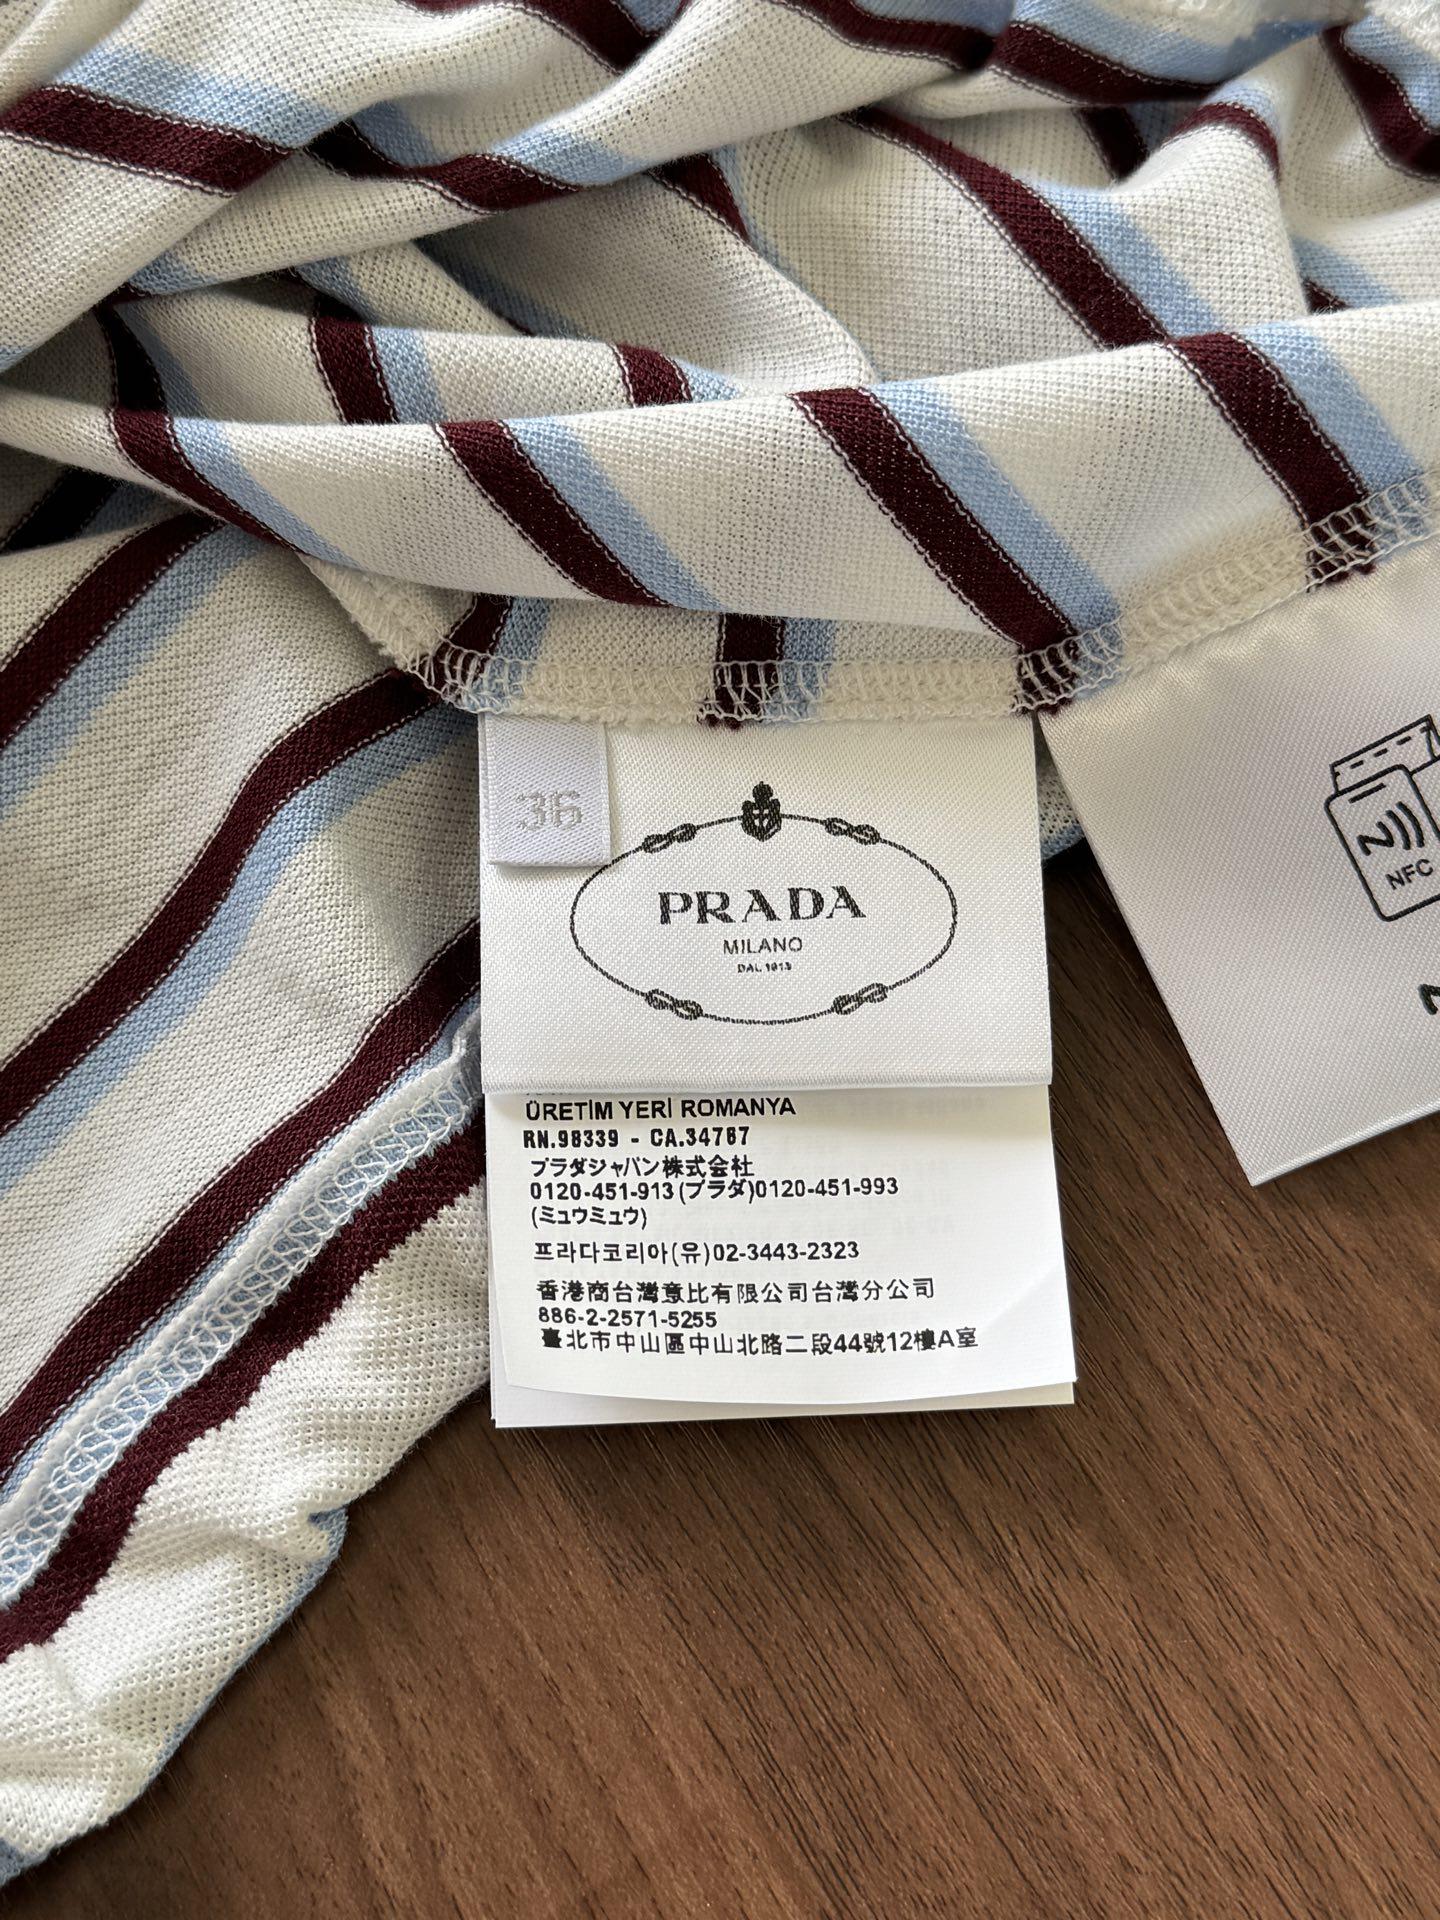 36
PRADA
MILANO
DAL 1913
ÜRETİM YERİ ROMANYA
RN.98339 - CA.34767
プラダジャパン株式会社
0120-451-913(プラダ)0120-451-993
(ミュウミュウ)
프라다코리아(유)02-3443-2323
香港商台灣意比有限公司台灣分公司
886-2-2571-5255
臺北市中山區中山北路二段44號12樓A室
NFC